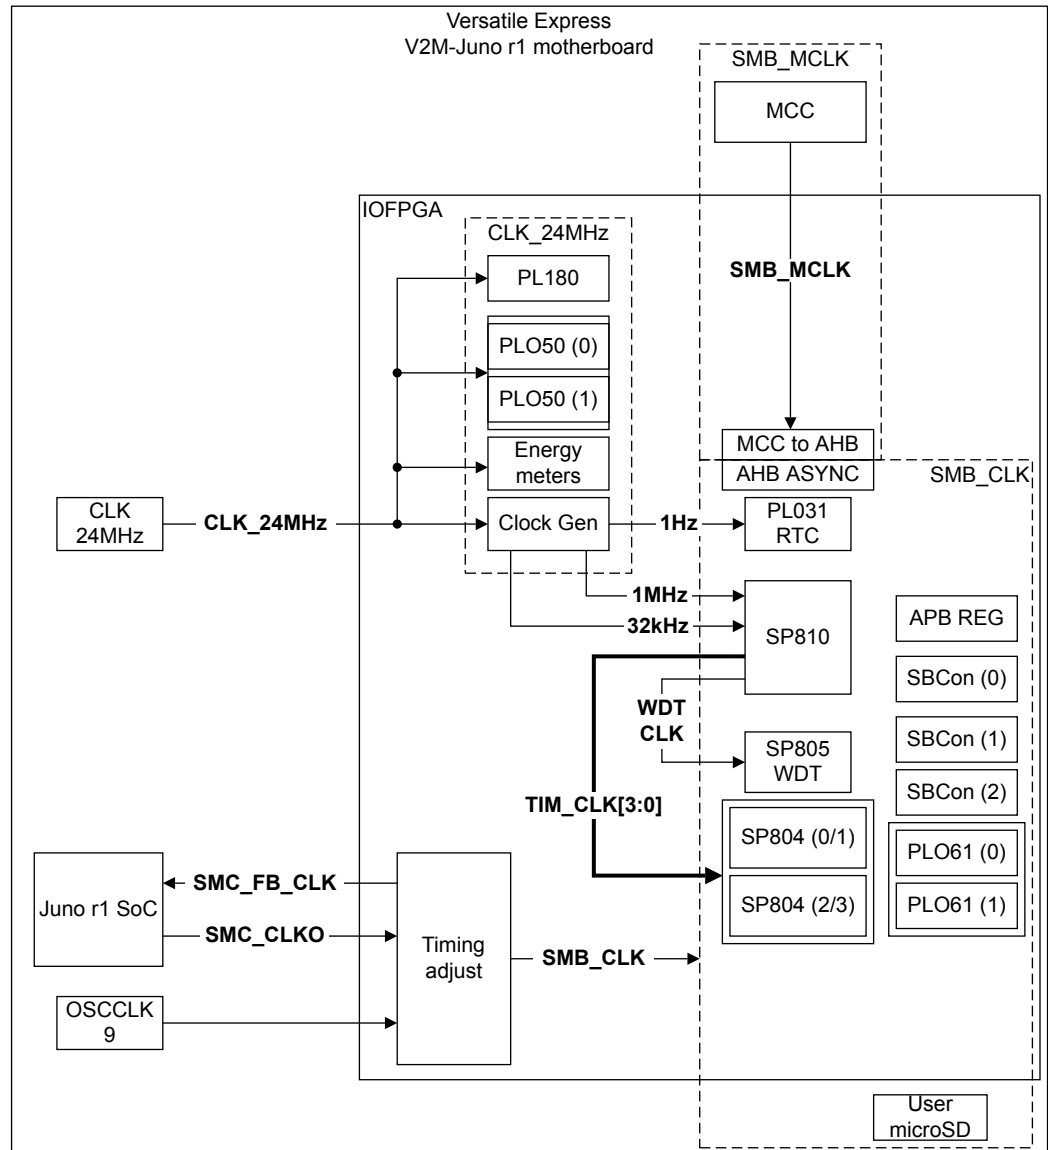 Versatile Express
V2M-Juno r1 motherboard
SMB_MCLK
MCC
IOFPGA
CLK_24MHz
PL180
SMB_MCLK
PLO50 (0)
PLO50 (1)
MCC to AHB
Energy
meters
AHB ASYNC
SMB_CLK
CLK
24MHz
CLK_24MHz
Clock Gen
1Hz
PL031
RTC
1MHz
32kHz
SP810
APB REG
SBCon (0)
WDT
CLK
SP805
WDT
SBCon (1)
SBCon (2)
TIM_CLK[3:0]
SP804 (0/1)
PLO61 (0)
SMC_FB_CLK
Juno r1 SoC
SP804 (2/3)
PLO61 (1)
SMC_CLKO
Timing
adjust
SMB_CLK
OSCCLK
9
User
microSD